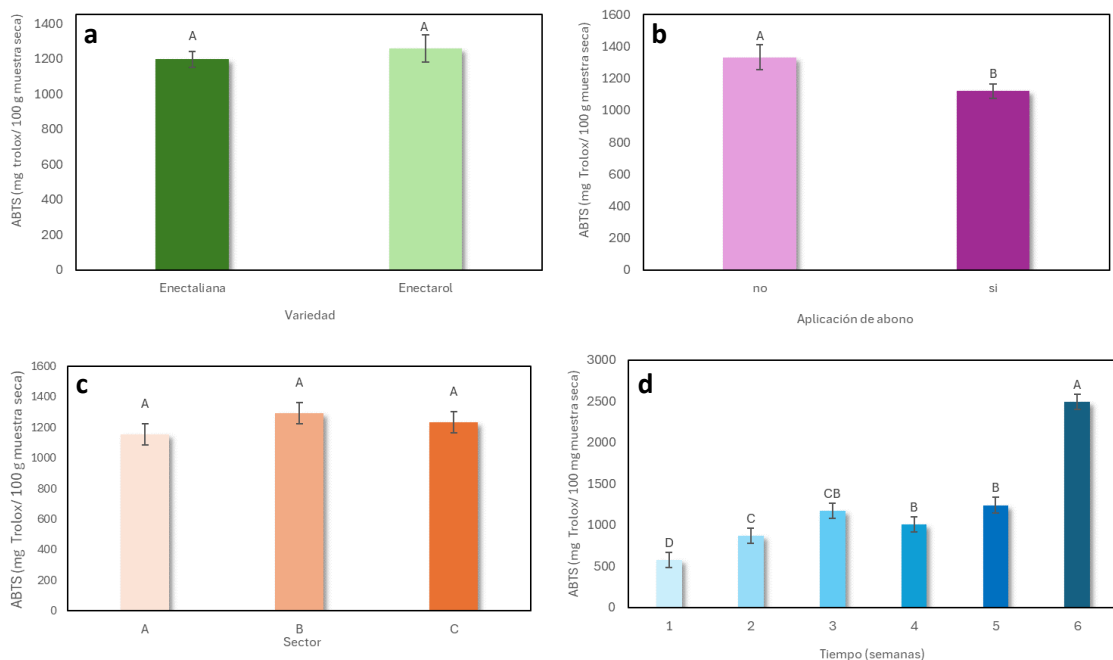 a
ABTS (mg trolox/ 100 g muestra seca)
1400
1200
1000
800
600
400
200
0
A
A
Enectaliana
Enectarol
Variedad
b
ABTS (mg Trolox/ 100 g muestra seca)
1600
1400
1200
1000
800
600
400
200
0
A
B
no
si
Aplicación de abono
c
ABTS (mg Trolox/ 100 g muestra seca)
1600
1400
1200
1000
800
600
400
200
0
A
A
A
A
B
C
Sector
d
ABTS (mg Trolox/ 100 mg muestra seca)
3000
2500
2000
1500
1000
500
0
D
C
CB
B
B
A
1
2
3
4
5
6
Tiempo (semanas)